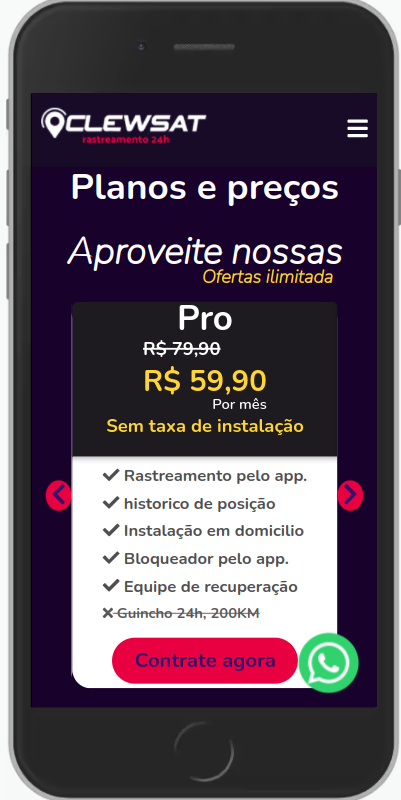 CLEWSAT
rastreamento 24h
Planos e preços
Aproveite nossas
Ofertas ilimitada
Pro
R$ 79,90
R$ 59,90
Por mês
Sem taxa de instalação
Rastreamento pelo app.
historico de posição
Instalação em domicilio
Bloqueador pelo app.
Equipe de recuperação
Guincho 24h, 200KM
Contrate agora